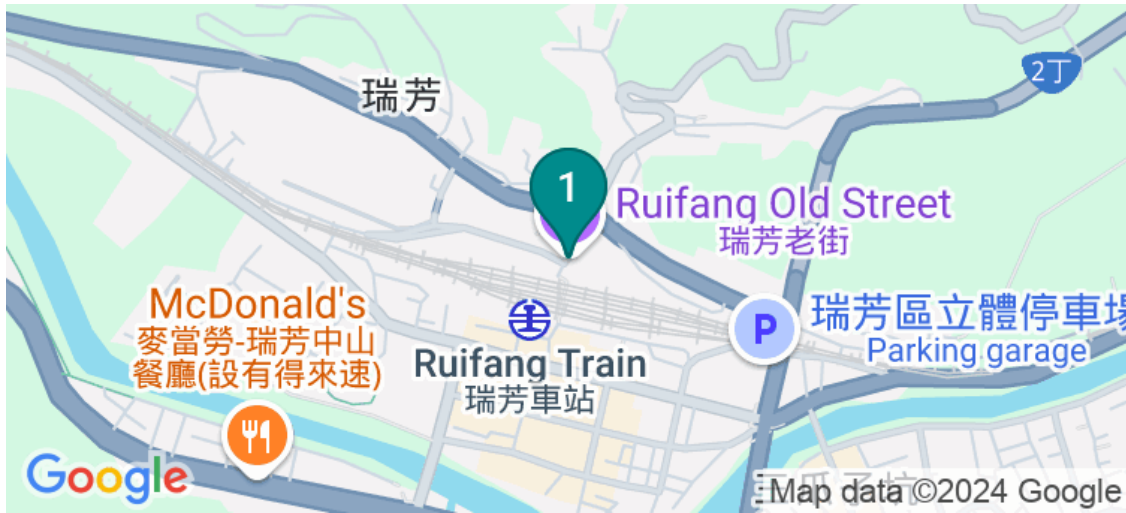 2丁
瑞芳
1
Ruifang Old Street
瑞芳老街
McDonald's
麥當勞-瑞芳中山
餐廳(設有得來速)
Ruifang Train
瑞芳車站
P
瑞芳區立體停車場
Parking garage
Google
Map data ©2024 Google